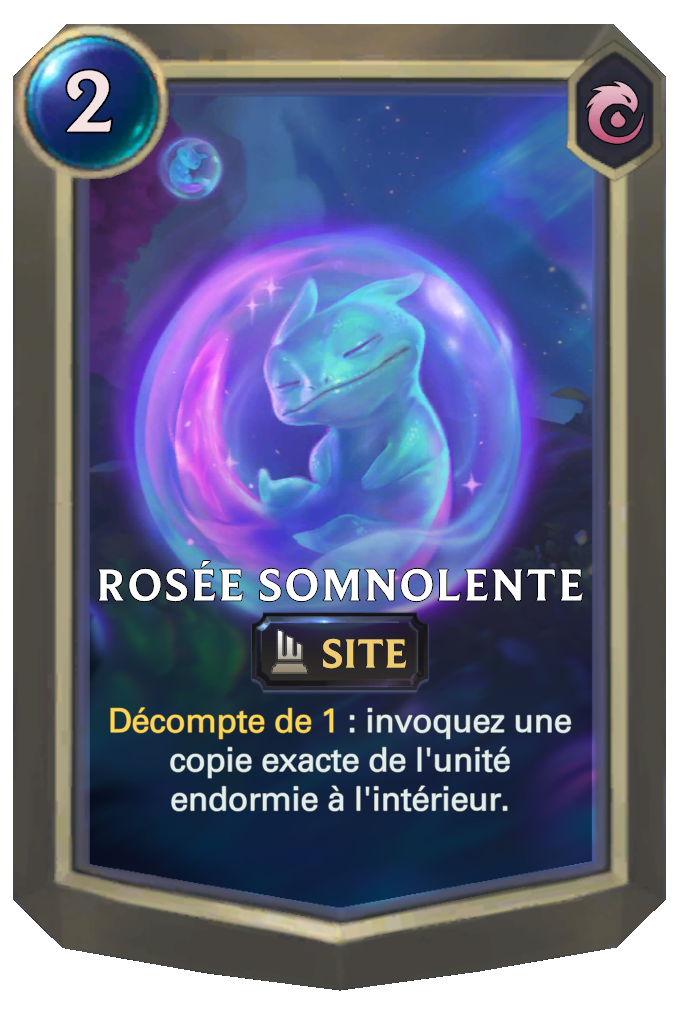 2
ROSÉE SOMNOLENTE
SITE
Décompte de 1 : invoquez une
copie exacte de l'unité
endormie à l'intérieur.